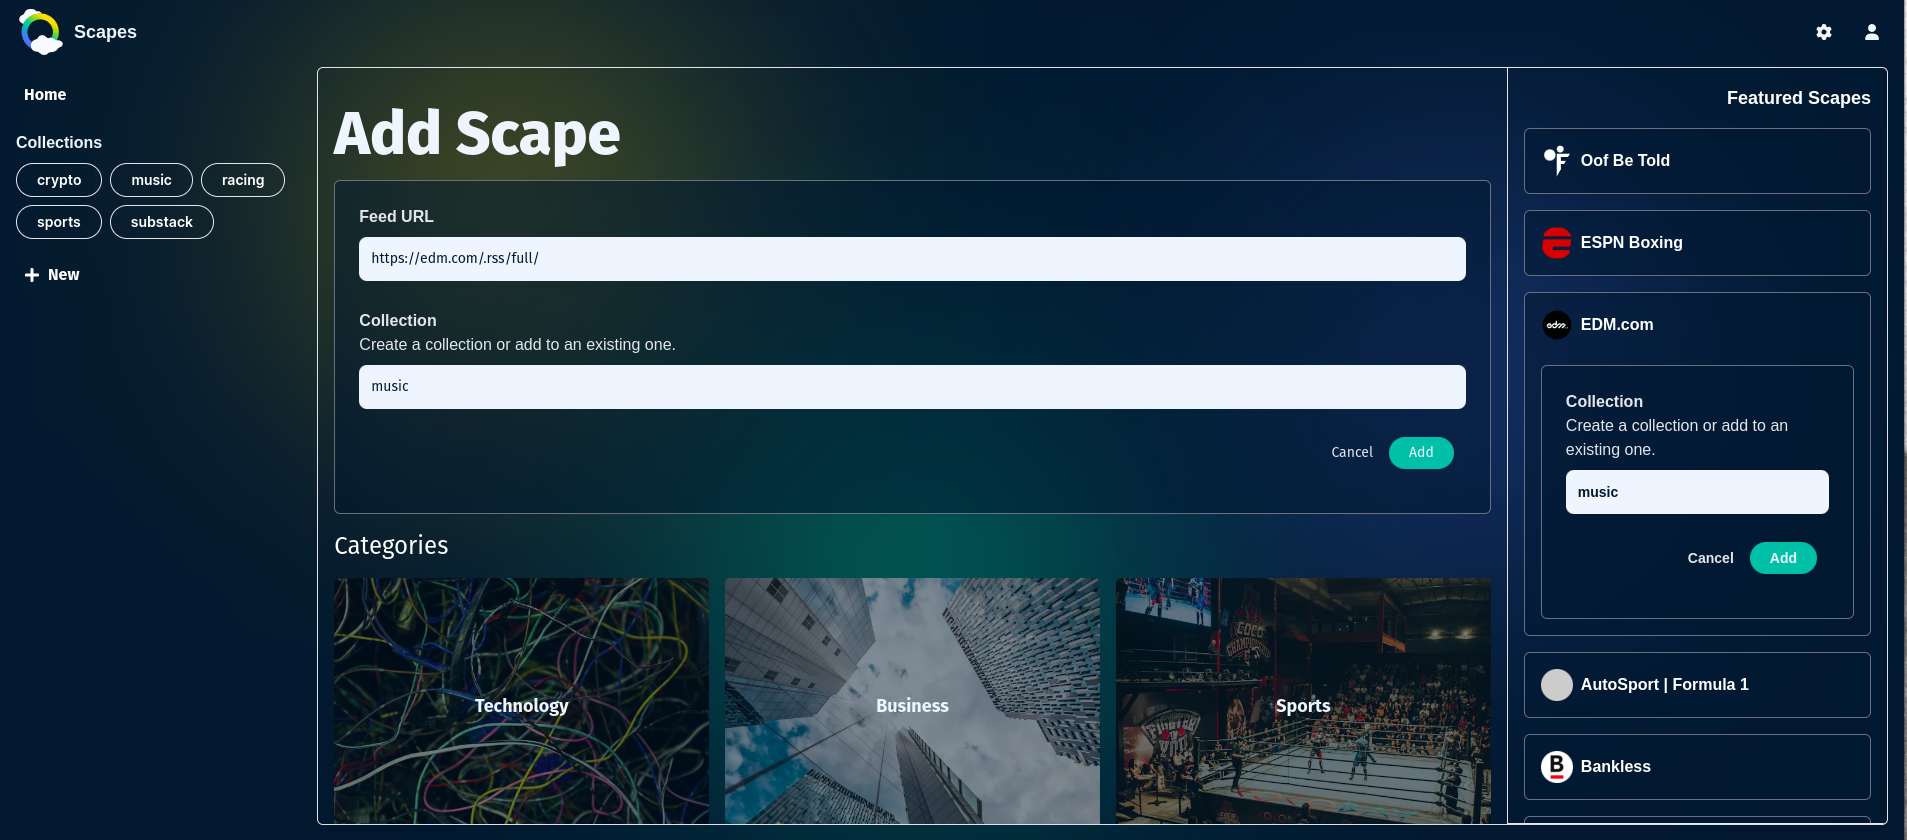 Scapes
Home
Collections
crypto
music
racing
sports
substack
New
Add Scape
Feed URL
https://edm.com/.rss/full/
Collection
Create a collection or add to an existing one.
music
Cancel
Add
Categories
Technology
Business
Sports
Featured Scapes
Oof Be Told
ESPN Boxing
edm.
EDM.com
Collection
Create a collection or add to an
existing one.
music
Cancel
Add
AutoSport | Formula 1
B
Bankless